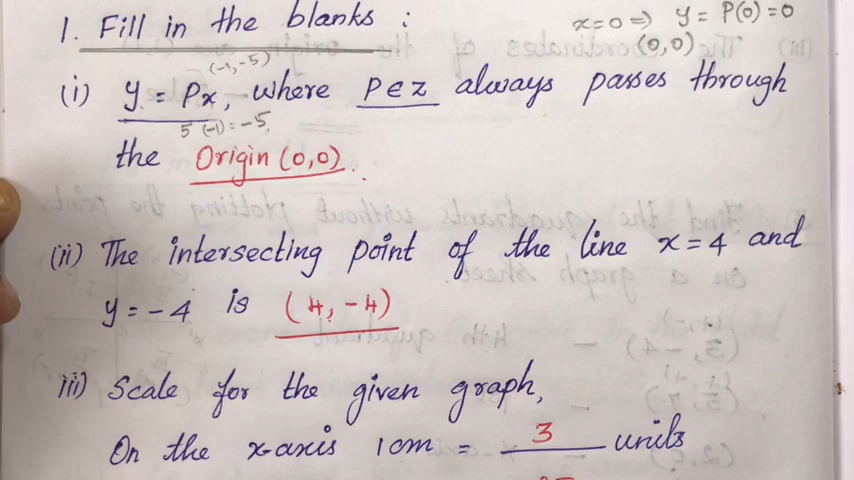 1. Fill in the blanks :
x=0 ⇒ y = P(0) = 0
(0,0)
(-1,-5)
(i) y = Px, where P∈z always passes through
5(-1) = -5
the Origin (0,0).
(ii) The intersecting point of the line x = 4 and
y = -4 is (4, -4)
iii) Scale for the given graph,
On the x-axis 1cm = 3 units